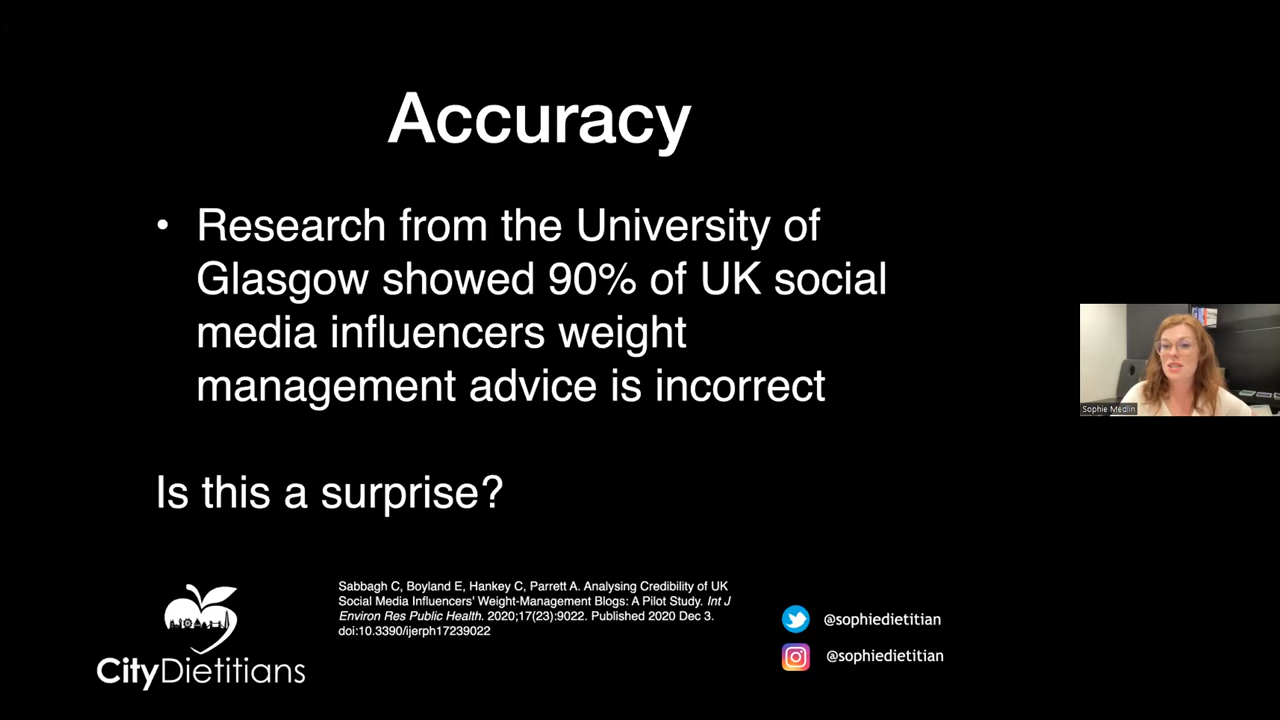 Accuracy
• Research from the University of
Glasgow showed 90% of UK social
media influencers weight
management advice is incorrect
Is this a surprise?
Sabbagh C, Boyland E, Hankey C, Parrett A. Analysing Credibility of UK
Social Media Influencers' Weight-Management Blogs: A Pilot Study. Int J
Environ Res Public Health. 2020;17(23):9022. Published 2020 Dec 3.
doi:10.3390/ijerph17239022
CityDietitians
@sophiedietitian
@sophiedietitian
Sophie Medlin